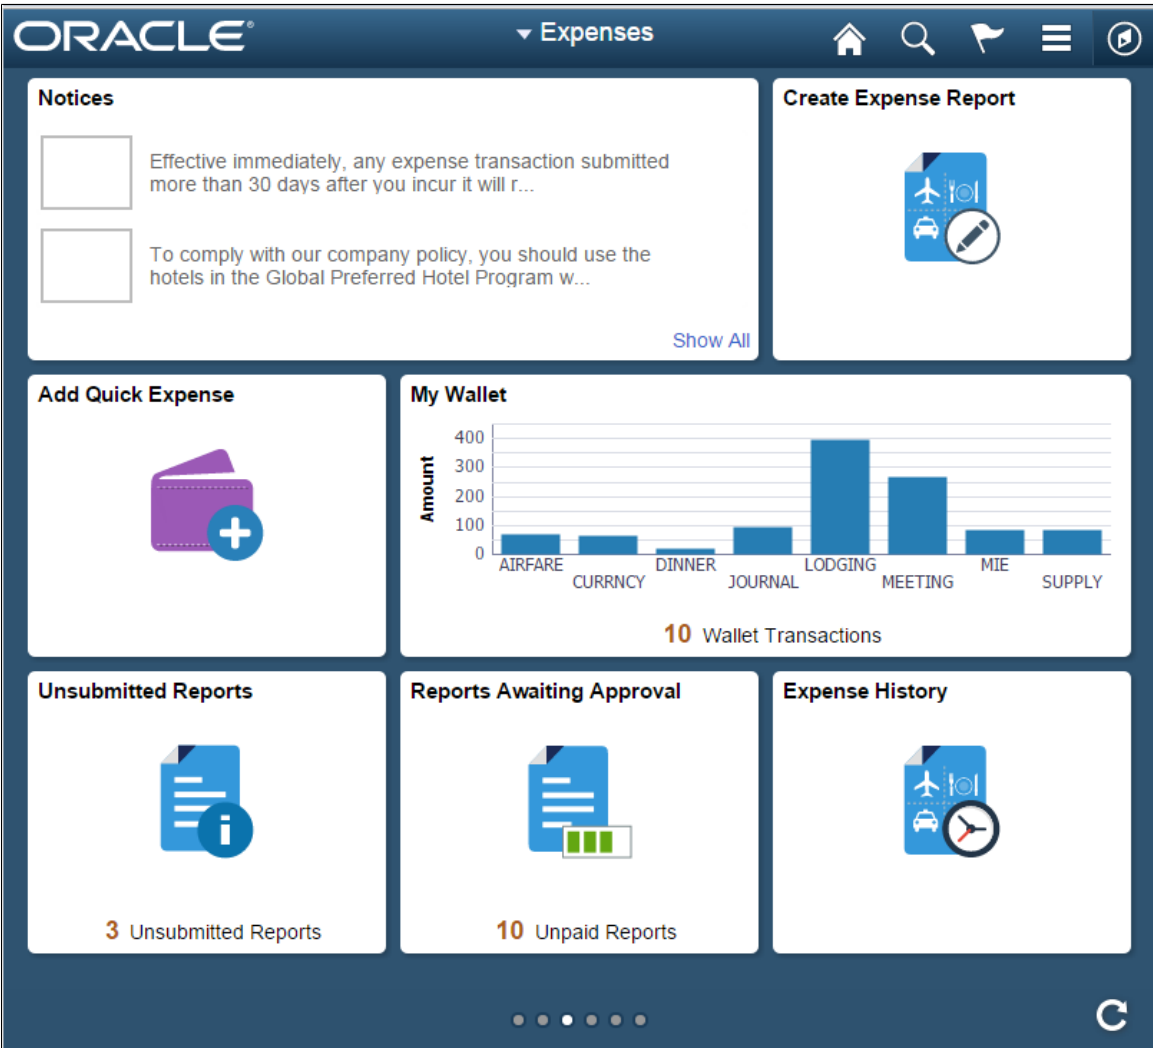 ORACLE®
Expenses
Notices
Effective immediately, any expense transaction submitted
more than 30 days after you incur it will r...
To comply with our company policy, you should use the
hotels in the Global Preferred Hotel Program w...
Show All
Create Expense Report
Add Quick Expense
My Wallet
Amount
400
300
200
100
0
AIRFARE
CURRNCY
DINNER
JOURNAL
LODGING
MEETING
MIE
SUPPLY
10 Wallet Transactions
Unsubmitted Reports
3 Unsubmitted Reports
Reports Awaiting Approval
10 Unpaid Reports
Expense History